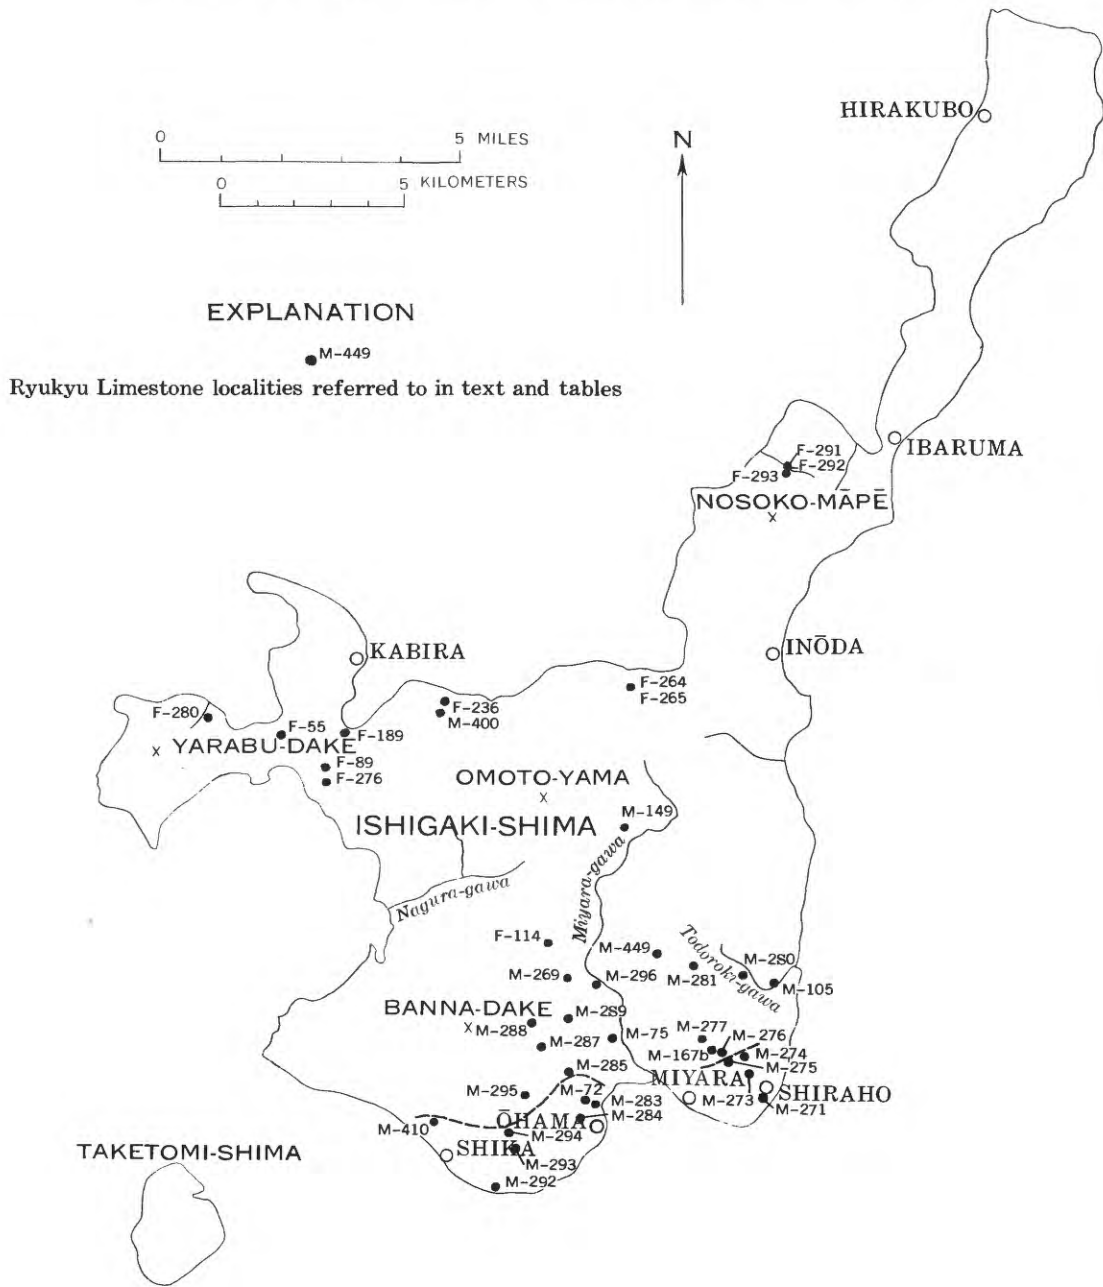 HIRAKUBO
0 5 MILES
N
0 5 KILOMETERS
EXPLANATION
M-449
Ryukyu Limestone localities referred to in text and tables
IBARUMA
F-291
F-292
F-293
NOSOKO-MĀPĒ
x
KABIRA
INŌDA
F-264
F-265
F-280
F-236
M-400
F-55
F-189
x YARABU-DAKE
F-89
F-276
OMOTO-YAMA
x
ISHIGAKI-SHIMA
M-149
Miyara-gawa
Nagura-gawa
F-114
M-449
Todoroki-gawa
M-280
M-269
M-296
M-281
M-105
BANNA-DAKE
x
M-289
M-288
M-287
M-75
M-277
M-276
M-167b
M-274
M-275
M-285
MIYARA
SHIRAHO
M-295
M-72
M-283
M-273
M-271
M-284
ŌHAMA
M-410
M-294
SHIKA
M-293
M-292
TAKETOMI-SHIMA